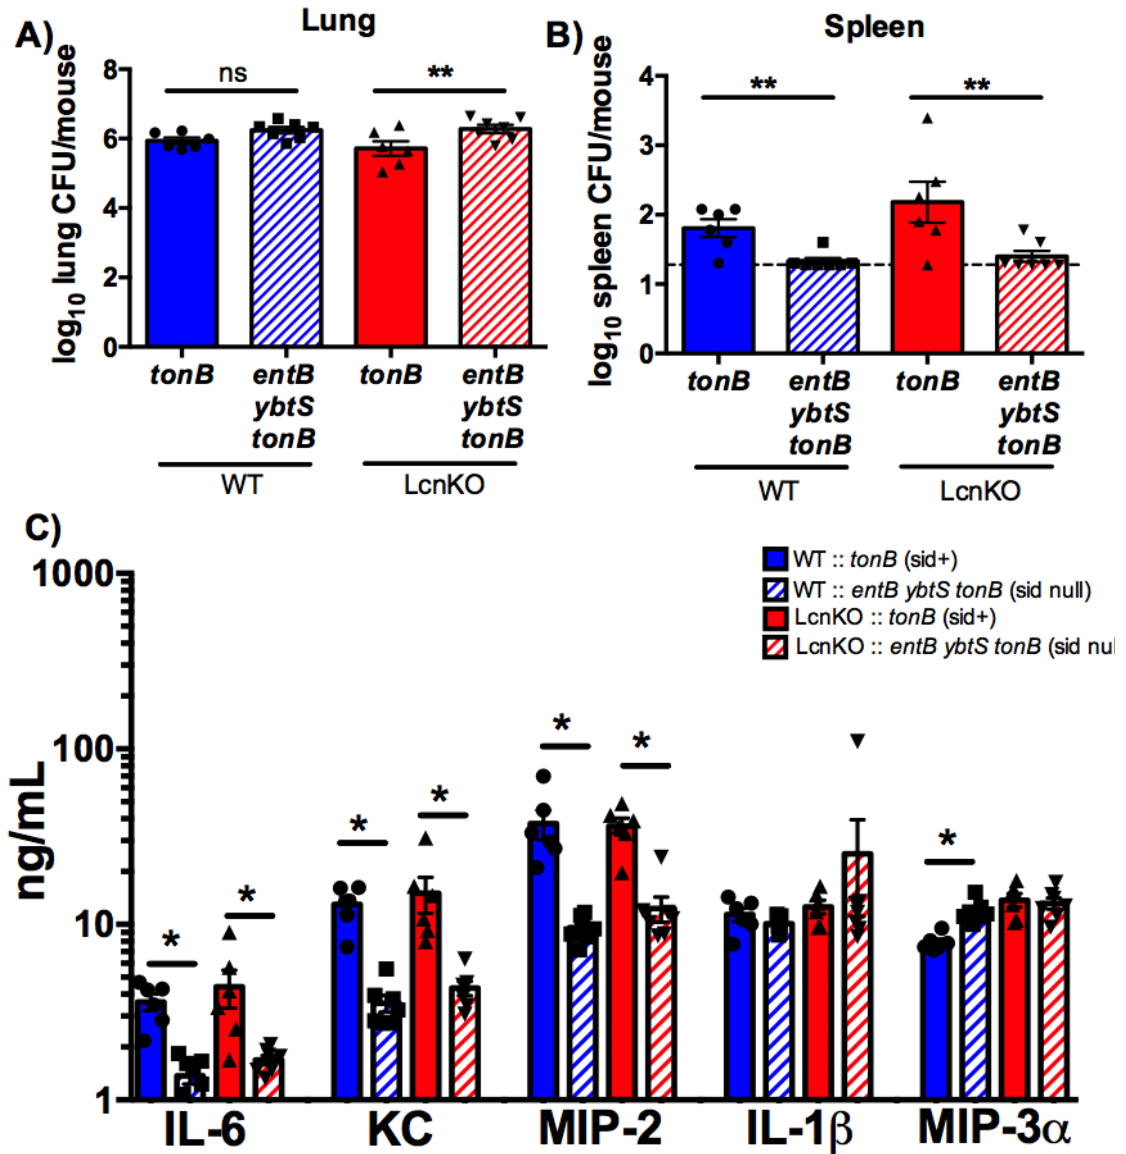 A)
Lung
log10 lung CFU/mouse
8
6
4
2
0
ns
**
tonB
entB
ybtS
tonB
tonB
entB
ybtS
tonB
WT
LcnKO
B)
Spleen
log10 spleen CFU/mouse
4
3
2
1
0
**
**
tonB
entB
ybtS
tonB
tonB
entB
ybtS
tonB
WT
LcnKO
C)
WT :: tonB (sid+)
WT :: entB ybtS tonB (sid null)
LcnKO :: tonB (sid+)
LcnKO :: entB ybtS tonB (sid nul
ng/mL
1000
100
10
1
*
*
*
*
*
*
*
IL-6
KC
MIP-2
IL-1β
MIP-3α